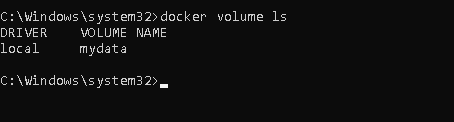 C:\Windows\system32>docker volume ls
DRIVER    VOLUME NAME
local     mydata
C:\Windows\system32>